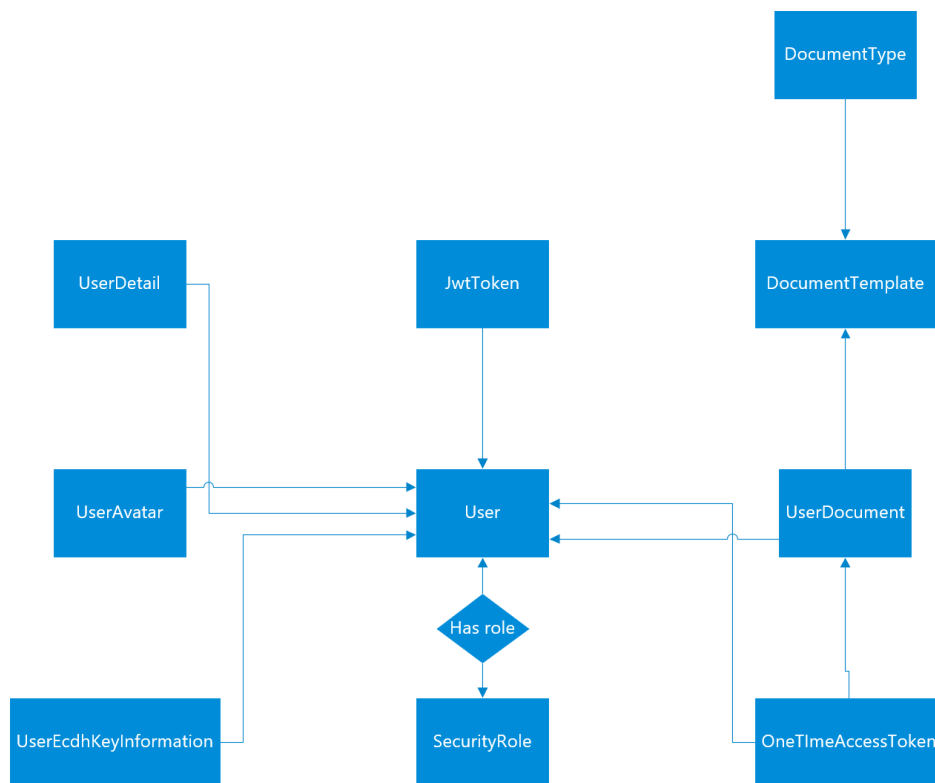 DocumentType
UserDetail
JwtToken
DocumentTemplate
UserAvatar
User
UserDocument
Has role
UserEcdhKeyInformation
SecurityRole
OneTImeAccessToken